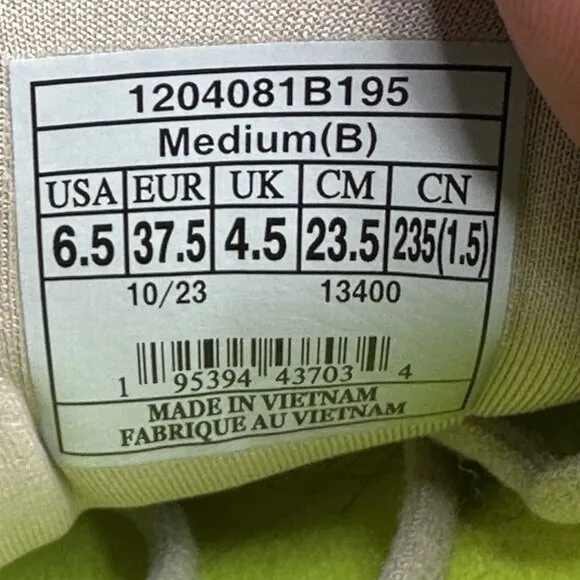 1204081B195
Medium(B)
USA EUR UK CM CN
6.5 37.5 4.5 23.5 235(1.5)
10/23 13400
1 95394 43703 4
MADE IN VIETNAM
FABRIQUE AU VIETNAM